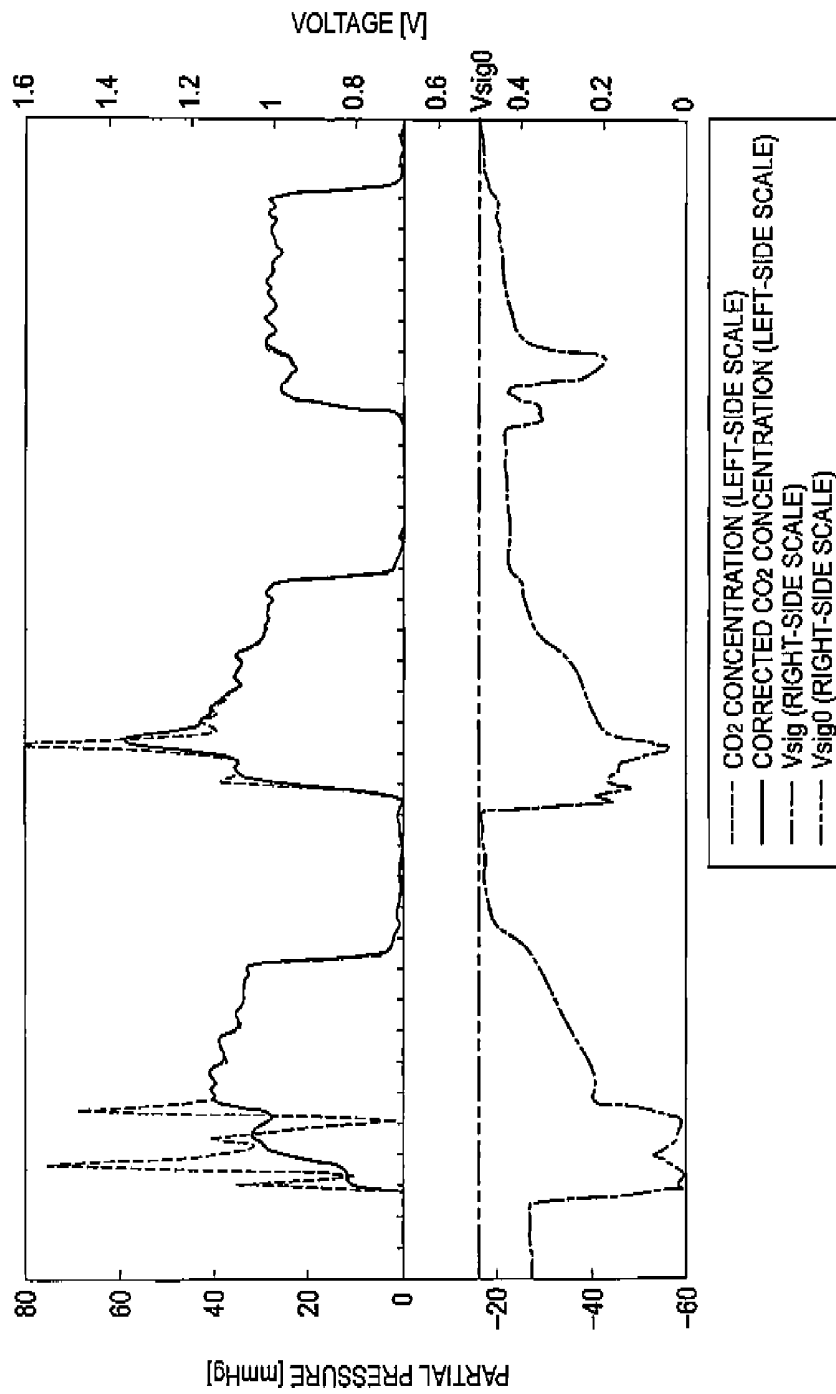 VOLTAGE [V]
1.6
1.4
1.2
1
0.8
0.6
Vsig0
0.4
0.2
0
PARTIAL PRESSURE [mmHg]
80
60
40
20
0
-20
-40
-60
CO2 CONCENTRATION (LEFT-SIDE SCALE)
CORRECTED CO2 CONCENTRATION (LEFT-SIDE SCALE)
Vsig (RIGHT-SIDE SCALE)
Vsig0 (RIGHT-SIDE SCALE)